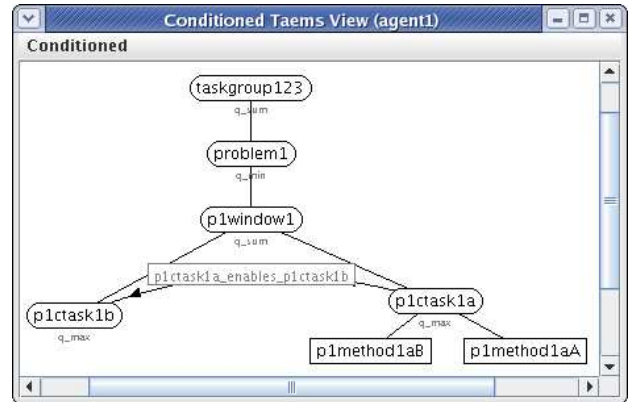 Conditioned Taems View (agent1)
Conditioned
taskgroup123
q_sum
problem1
q_min
p1window1
q_sum
p1ctask1a_enables_p1ctask1b
p1ctask1b
q_max
p1ctask1a
q_max
p1method1aB
p1method1aA